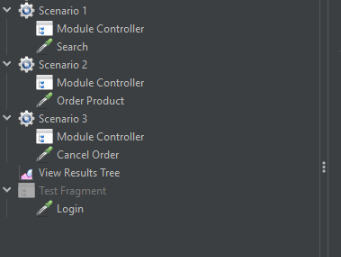 Scenario 1
Module Controller
Search
Scenario 2
Module Controller
Order Product
Scenario 3
Module Controller
Cancel Order
View Results Tree
Test Fragment
Login